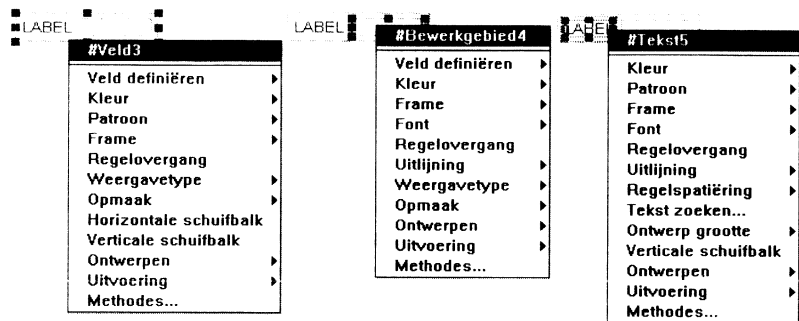 LABEL
#Veld3
Veld definiëren
Kleur
Patroon
Frame
Regelovergang
Weergavetype
Opmaak
Horizontale schuifbalk
Verticale schuifbalk
Ontwerpen
Uitvoering
Methodes...
LABEL
#Bewerkgebied4
Veld definiëren
Kleur
Frame
Font
Regelovergang
Uitlijning
Weergavetype
Opmaak
Ontwerpen
Uitvoering
Methodes...
LABEL
#Tekst5
Kleur
Patroon
Frame
Font
Regelovergang
Uitlijning
Regelspatiëring
Tekst zoeken...
Ontwerp grootte
Verticale schuifbalk
Ontwerpen
Uitvoering
Methodes...